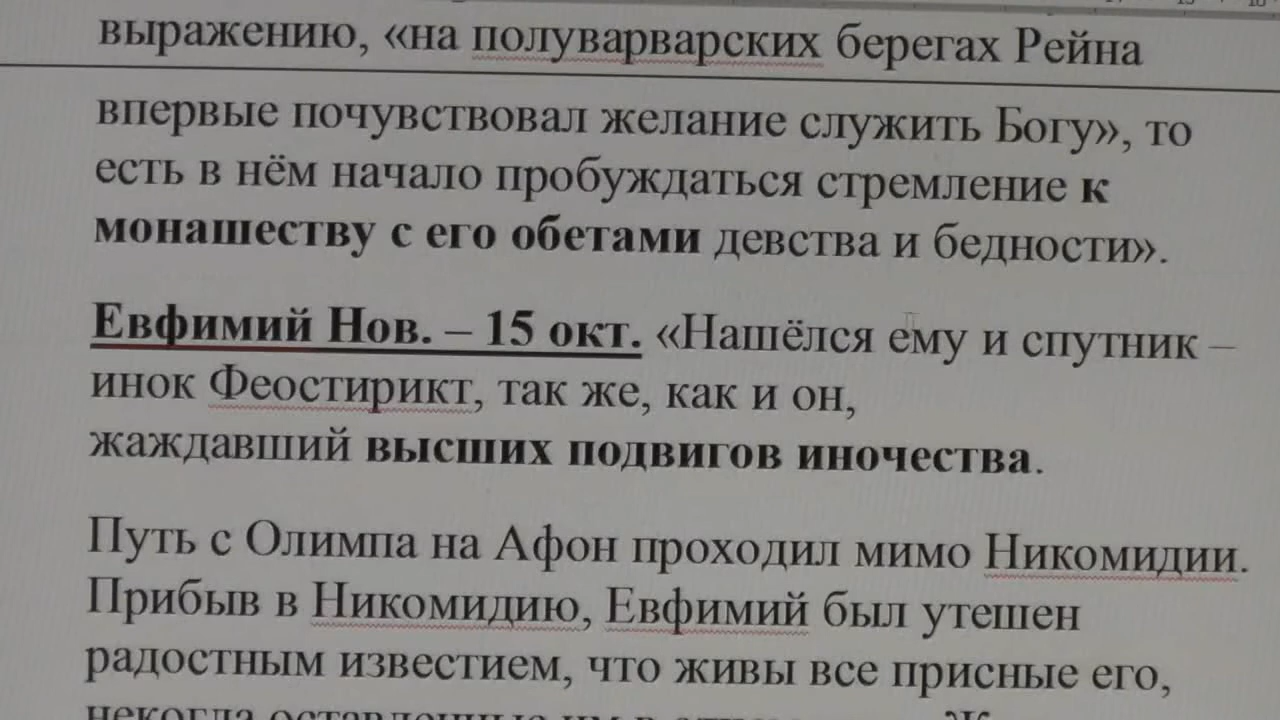 выражению, «на полуварварских берегах Рейна
впервые почувствовал желание служить Богу», то
есть в нём начало пробуждаться стремление к
монашеству с его обетами девства и бедности».
Евфимий Нов. – 15 окт. «Нашёлся ему и спутник –
инок Феостирикт, так же, как и он,
жаждавший высших подвигов иночества.
Путь с Олимпа на Афон проходил мимо Никомидии.
Прибыв в Никомидию, Евфимий был утешен
радостным известием, что живы все присные его,
некогда оставленные им в